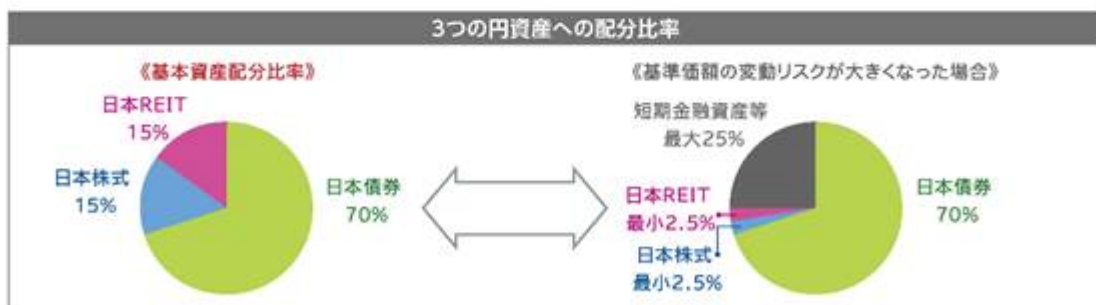 3つの円資産への配分比率
《基本資産配分比率》
日本REIT
15%
日本株式
15%
日本債券
70%
《基準価額の変動リスクが大きくなった場合》
短期金融資産等
最大25%
日本REIT
最小2.5%
日本株式
最小2.5%
日本債券
70%